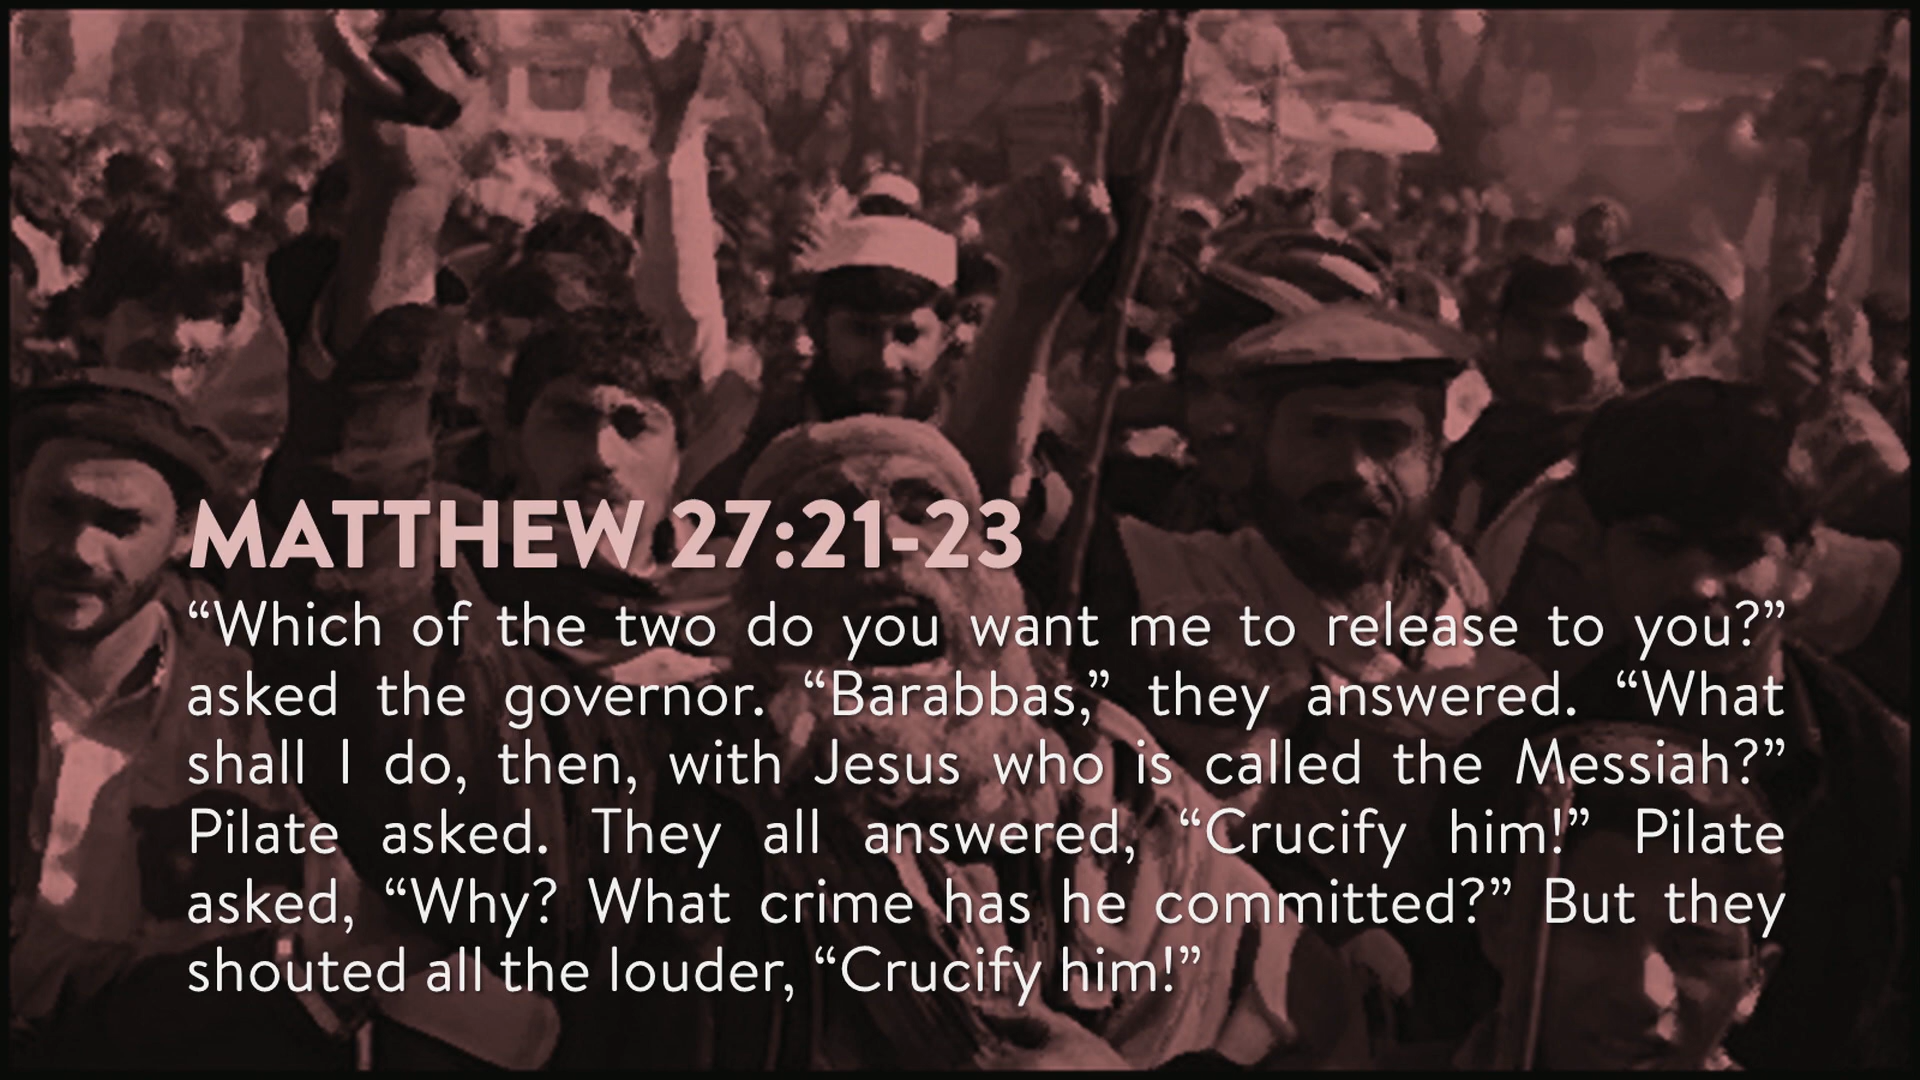 MATTHEW 27:21-23
“Which of the two do you want me to release to you?”
asked the governor. “Barabbas,” they answered. “What
shall I do, then, with Jesus who is called the Messiah?”
Pilate asked. They all answered, “Crucify him!” Pilate
asked, “Why? What crime has he committed?” But they
shouted all the louder, “Crucify him!”